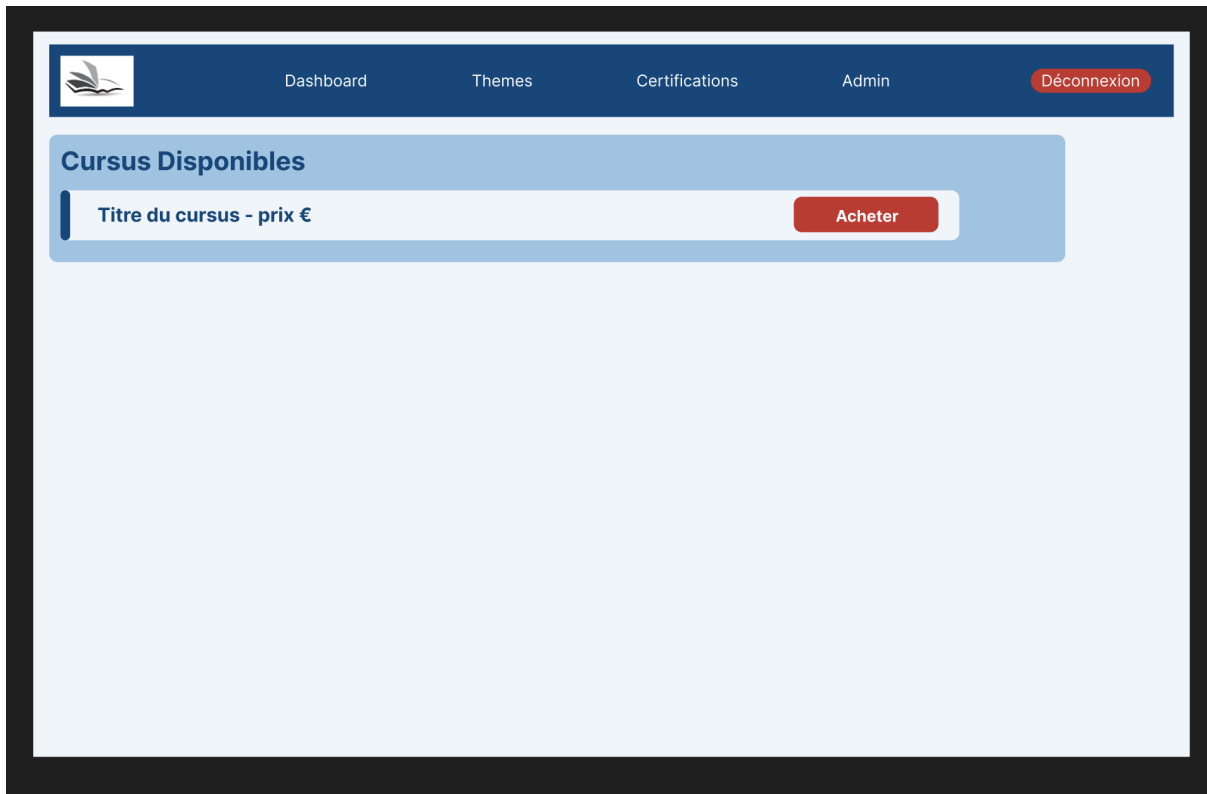 Dashboard Themes Certifications Admin Déconnexion
Cursus Disponibles
Titre du cursus - prix € Acheter